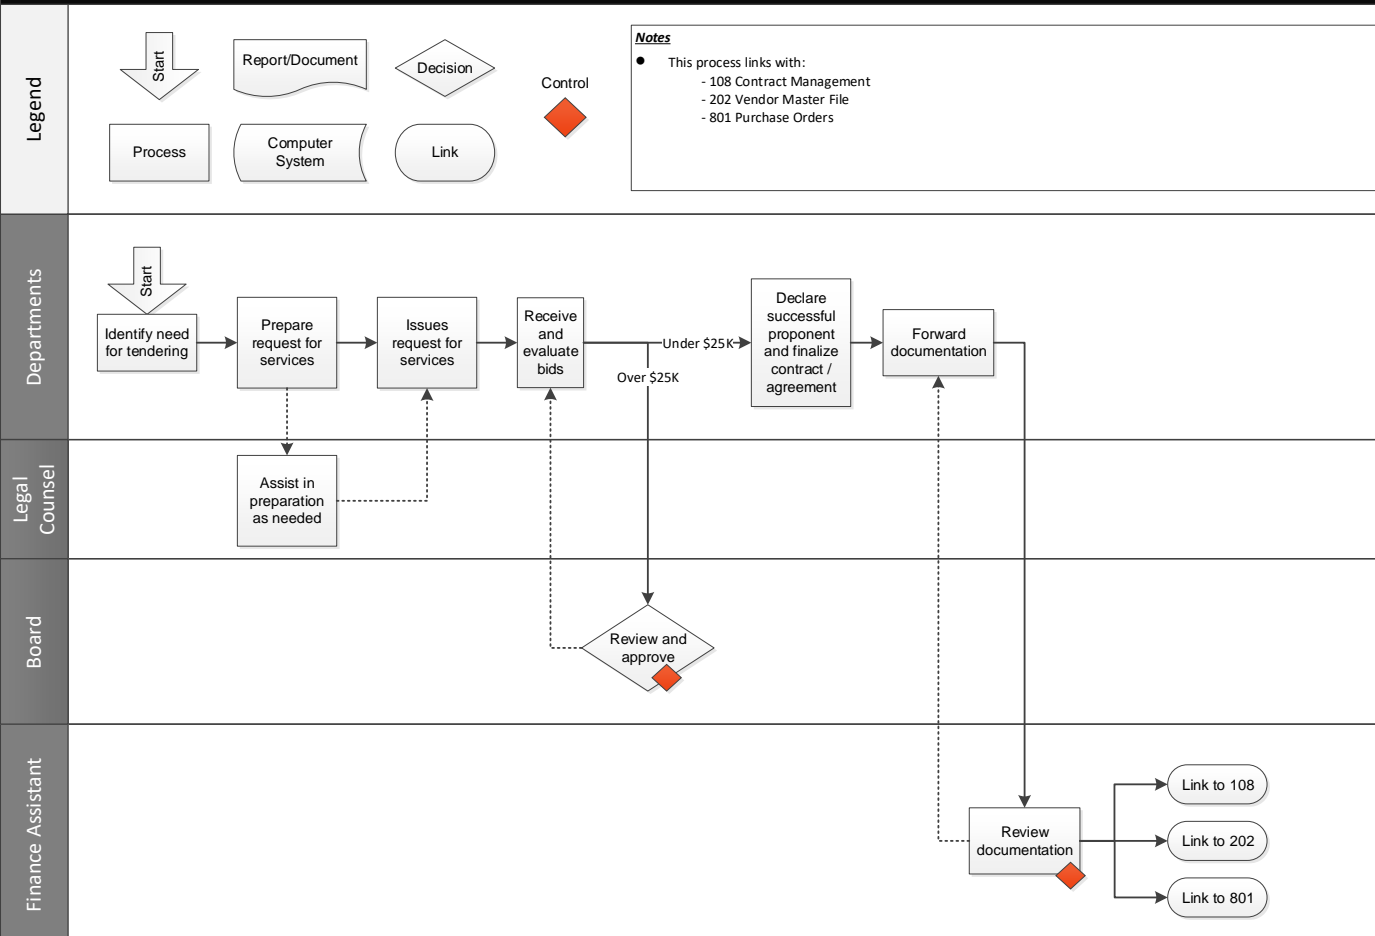 Legend
Start
Report/Document
Decision
Control
Process
Computer
System
Link
Notes
● This process links with:
- 108 Contract Management
- 202 Vendor Master File
- 801 Purchase Orders
Departments
Start
Identify need
for tendering
Prepare
request for
services
Issues
request for
services
Receive
and
evaluate
bids
Under $25K
Over $25K
Declare
successful
proponent
and finalize
contract /
agreement
Forward
documentation
Legal
Counsel
Assist in
preparation
as needed
Board
Review and
approve
Finance Assistant
Review
documentation
Link to 108
Link to 202
Link to 801